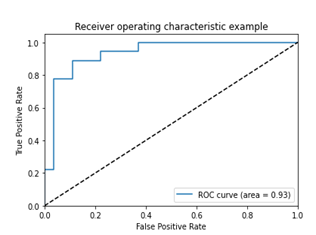 Receiver operating characteristic example
1.0
0.8
0.6
0.4
0.2
0.0
True Positive Rate
ROC curve (area = 0.93)
0.0 0.2 0.4 0.6 0.8 1.0
False Positive Rate